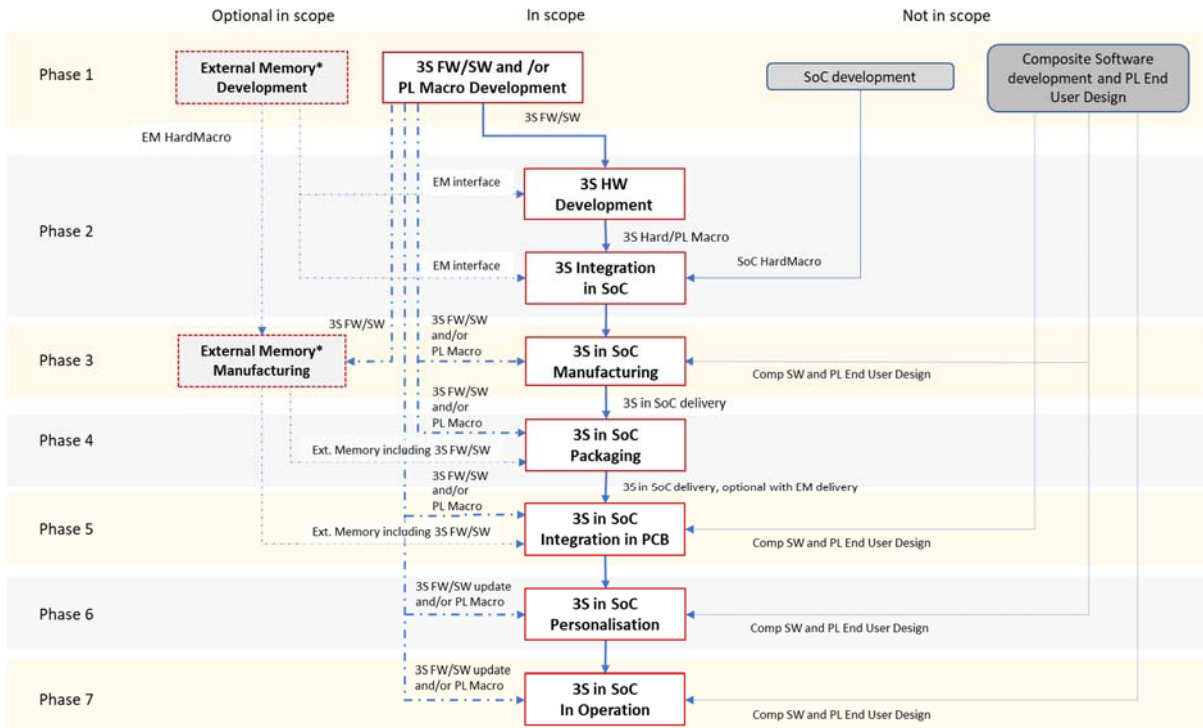 Optional in scope
In scope
Not in scope
Phase 1
External Memory*
Development
3S FW/SW and /or
PL Macro Development
SoC development
Composite Software
development and PL End
User Design
3S FW/SW
EM HardMacro
Phase 2
EM interface
3S HW
Development
3S Hard/PL Macro
EM interface
3S Integration
in SoC
SoC HardMacro
Phase 3
External Memory*
Manufacturing
3S FW/SW
3S FW/SW
and/or
PL Macro
3S in SoC
Manufacturing
Comp SW and PL End User Design
3S in SoC delivery
Phase 4
3S FW/SW
and/or
PL Macro
Ext. Memory including 3S FW/SW
3S in SoC
Packaging
3S in SoC delivery, optional with EM delivery
Phase 5
3S FW/SW
and/or
PL Macro
Ext. Memory including 3S FW/SW
3S in SoC
Integration in PCB
Comp SW and PL End User Design
Phase 6
3S FW/SW update
and/or PL Macro
3S in SoC
Personalisation
Comp SW and PL End User Design
Phase 7
3S FW/SW update
and/or PL Macro
3S in SoC
In Operation
Comp SW and PL End User Design